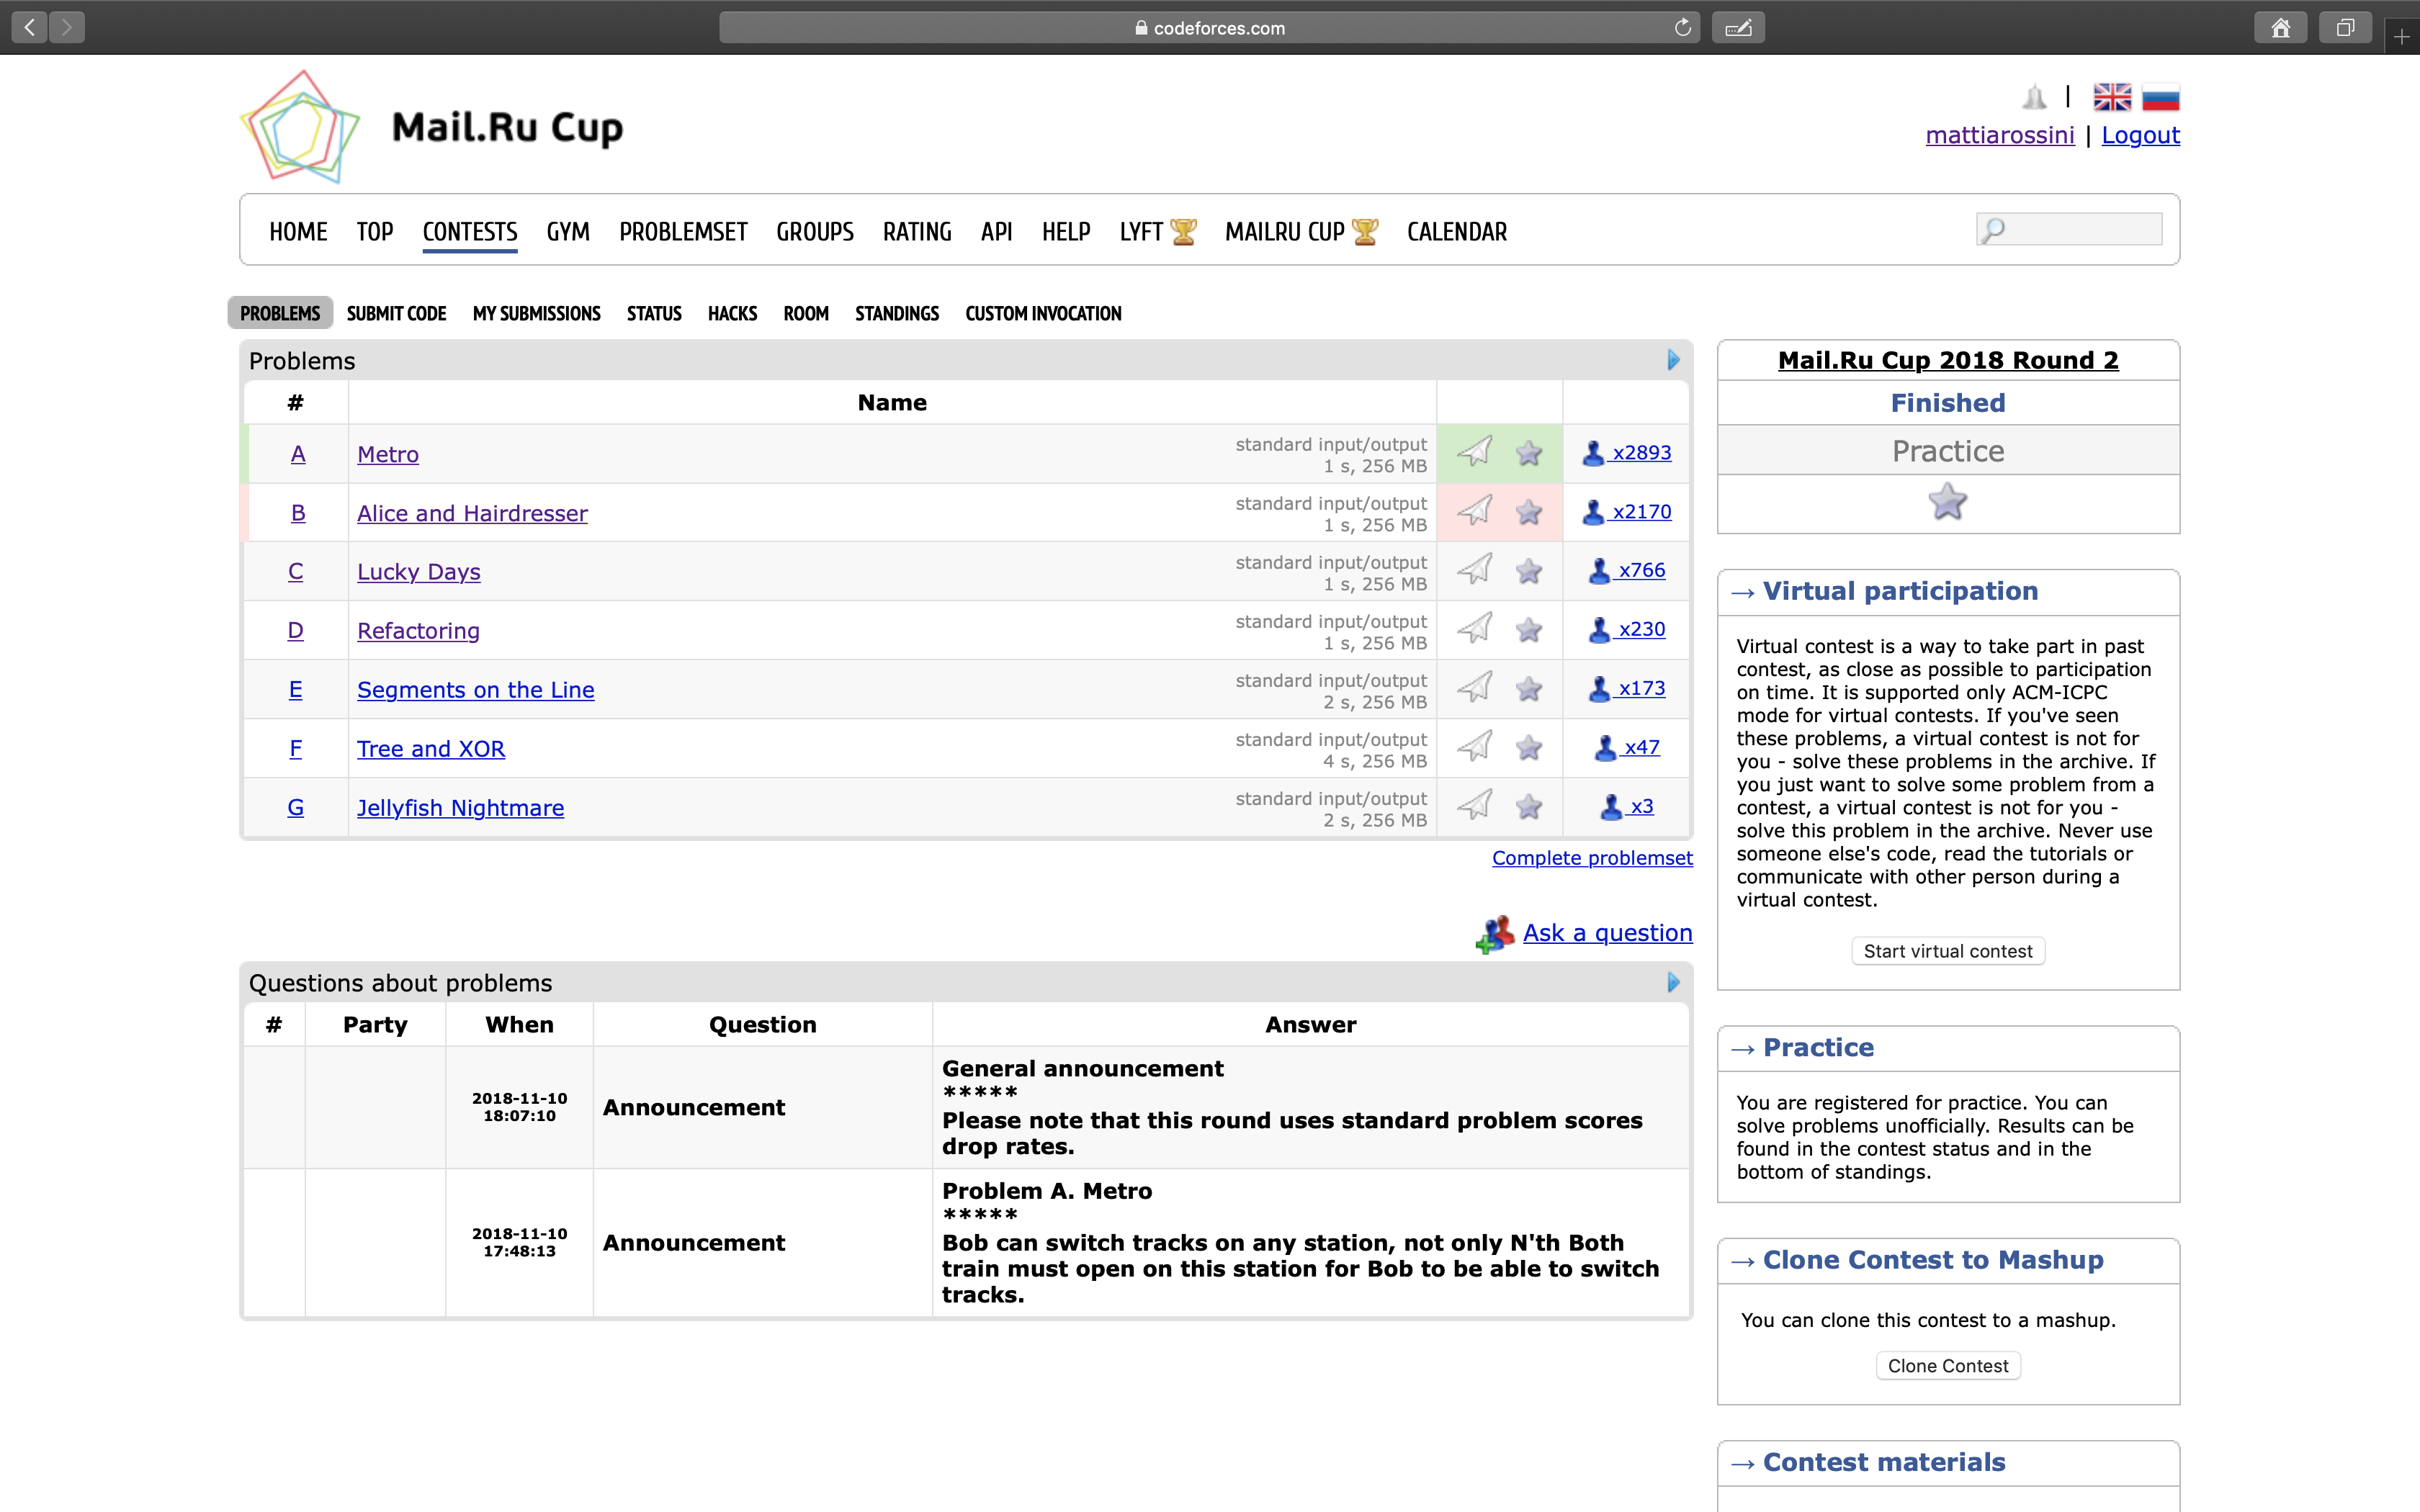 codeforces.com
Mail.Ru Cup
|
mattiarossini | Logout
HOME TOP CONTESTS GYM PROBLEMSET GROUPS RATING API HELP LYFT MAILRU CUP CALENDAR
PROBLEMS SUBMIT CODE MY SUBMISSIONS STATUS HACKS ROOM STANDINGS CUSTOM INVOCATION
Problems
# Name
A Metro standard input/output
1 s, 256 MB
x2893
B Alice and Hairdresser standard input/output
1 s, 256 MB
x2170
C Lucky Days standard input/output
1 s, 256 MB
x766
D Refactoring standard input/output
1 s, 256 MB
x230
E Segments on the Line standard input/output
2 s, 256 MB
x173
F Tree and XOR standard input/output
4 s, 256 MB
x47
G Jellyfish Nightmare standard input/output
2 s, 256 MB
x3
Complete problemset
Ask a question
Questions about problems
# Party When Question Answer
2018-11-10
18:07:10
Announcement
General announcement
*****
Please note that this round uses standard problem scores
drop rates.
2018-11-10
17:48:13
Announcement
Problem A. Metro
*****
Bob can switch tracks on any station, not only N'th Both
train must open on this station for Bob to be able to switch
tracks.
Mail.Ru Cup 2018 Round 2
Finished
Practice
→ Virtual participation
Virtual contest is a way to take part in past
contest, as close as possible to participation
on time. It is supported only ACM-ICPC
mode for virtual contests. If you've seen
these problems, a virtual contest is not for
you - solve these problems in the archive. If
you just want to solve some problem from a
contest, a virtual contest is not for you -
solve this problem in the archive. Never use
someone else's code, read the tutorials or
communicate with other person during a
virtual contest.
Start virtual contest
→ Practice
You are registered for practice. You can
solve problems unofficially. Results can be
found in the contest status and in the
bottom of standings.
→ Clone Contest to Mashup
You can clone this contest to a mashup.
Clone Contest
→ Contest materials